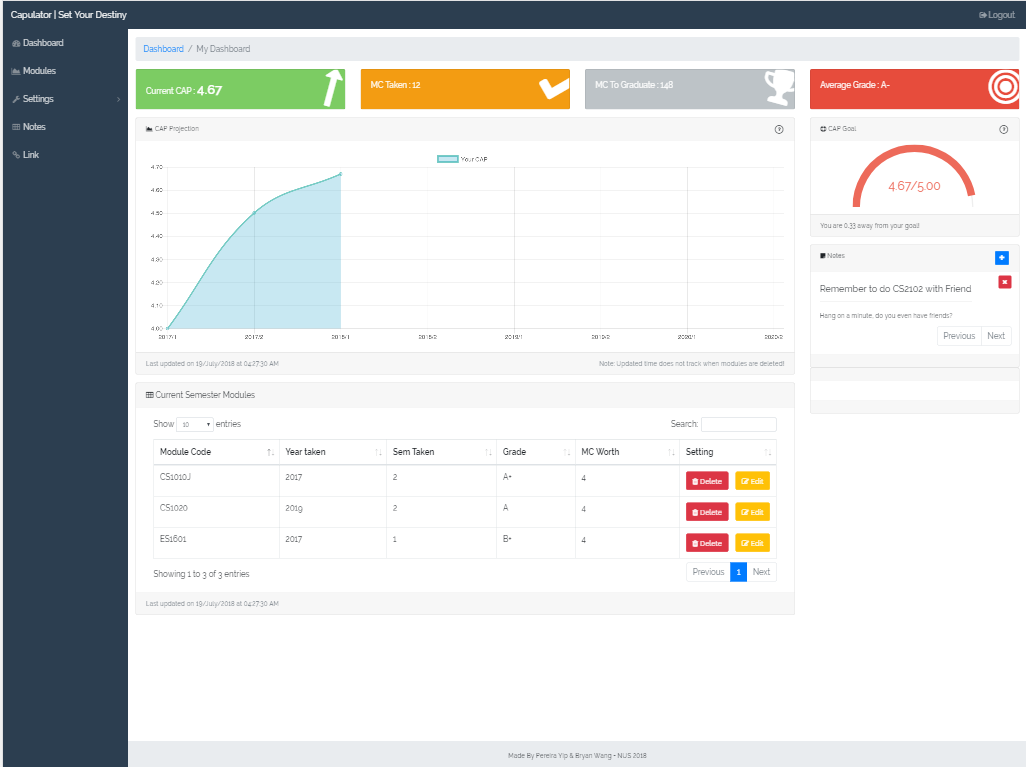 Capulator | Set Your Destiny
Logout
Dashboard
Modules
Settings
Notes
Link
Dashboard / My Dashboard
Current CAP : 4.67
MC Taken : 12
MC To Graduate : 148
Average Grade : A-
CAP Projection
Your CAP
4.70
4.60
4.50
4.40
4.30
4.20
4.10
4.00
2017/1 2017/2 2018/1 2018/2 2019/1 2019/2 2020/1 2020/2
Last updated on 19/July/2018 at 04:27:30 AM
Note: Updated time does not track when modules are deleted!
CAP Goal
4.67/5.00
You are 0.33 away from your goal!
Notes
Remember to do CS2102 with Friend
Hang on a minute, do you even have friends?
Previous Next
Current Semester Modules
Show 10 entries
Search:
Module Code Year taken Sem Taken Grade MC Worth Setting
CS1010J 2017 2 A+ 4 Delete Edit
CS1020 2019 2 A 4 Delete Edit
ES1601 2017 1 B+ 4 Delete Edit
Showing 1 to 3 of 3 entries
Previous 1 Next
Last updated on 19/July/2018 at 04:27:30 AM
Made By Pereira Yip & Bryan Wang - NUS 2018